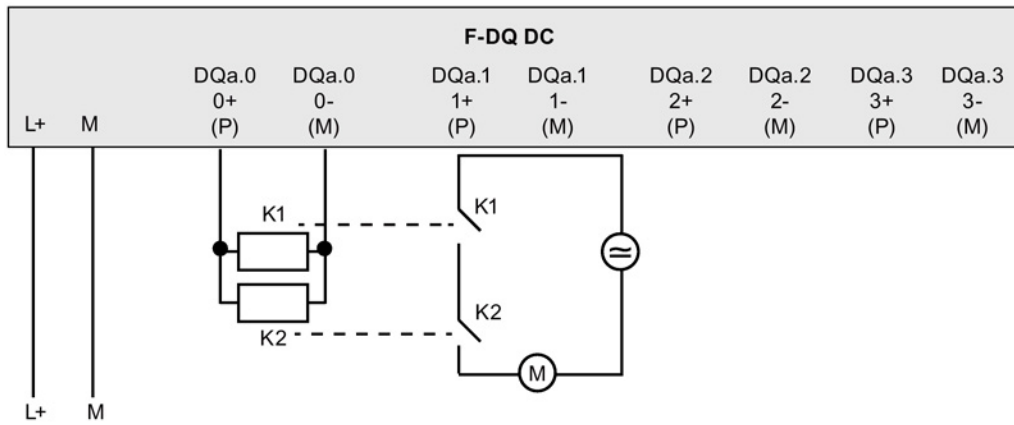 F-DQ DC
DQa.0 DQa.0 DQa.1 DQa.1 DQa.2 DQa.2 DQa.3 DQa.3
0+ 0- 1+ 1- 2+ 2- 3+ 3-
L+ M (P) (M) (P) (M) (P) (M) (P) (M)
K1 K1
K2 K2
M
L+ M